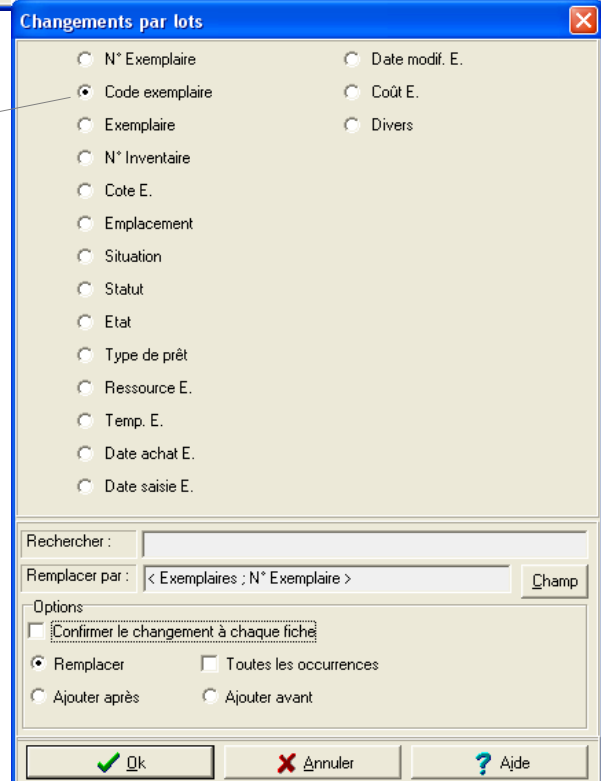 Changements par lots
N° Exemplaire
Date modif. E.
Code exemplaire
Coût E.
Exemplaire
Divers
N° Inventaire
Cote E.
Emplacement
Situation
Statut
Etat
Type de prêt
Ressource E.
Temp. E.
Date achat E.
Date saisie E.
Rechercher :
Remplacer par : < Exemplaires ; N° Exemplaire > Champ
Options
Confirmer le changement à chaque fiche
Remplacer
Toutes les occurrences
Ajouter après
Ajouter avant
Ok
Annuler
Aide